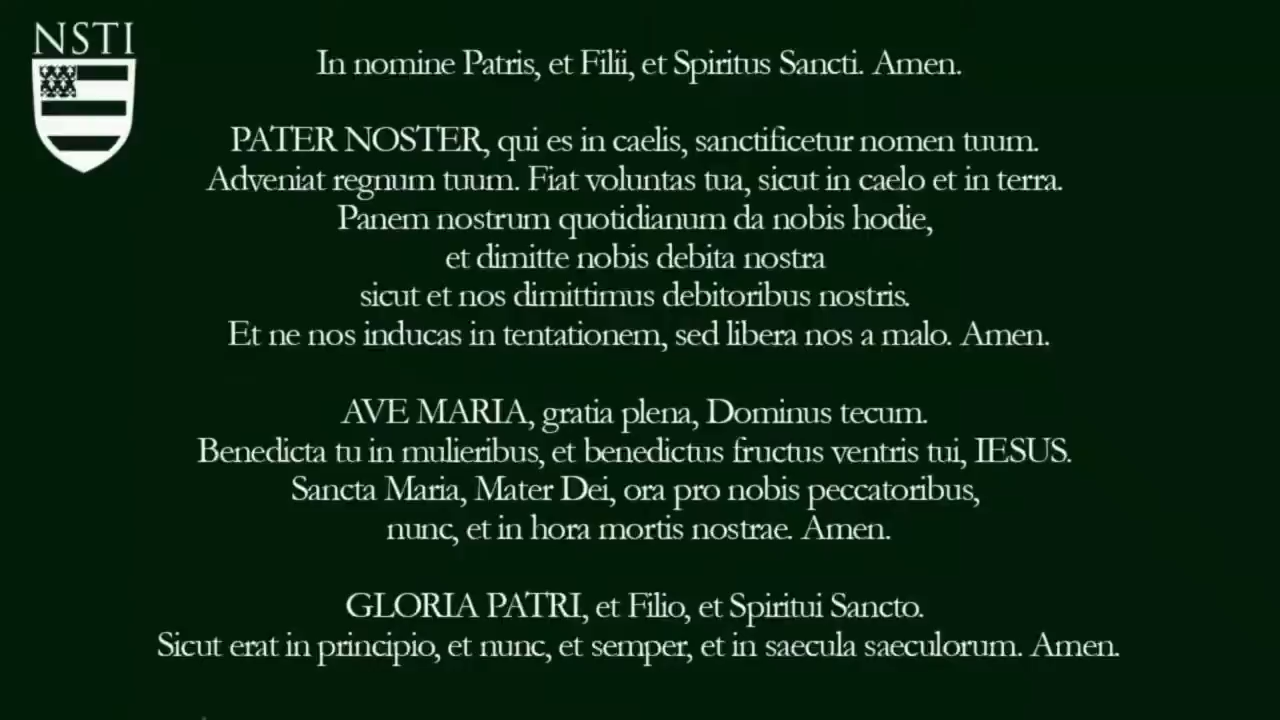 NSTI
In nomine Patris, et Filii, et Spiritus Sancti. Amen.
PATER NOSTER, qui es in caelis, sanctificetur nomen tuum.
Adveniat regnum tuum. Fiat voluntas tua, sicut in caelo et in terra.
Panem nostrum quotidianum da nobis hodie,
et dimitte nobis debita nostra
sicut et nos dimittimus debitoribus nostris.
Et ne nos inducas in tentationem, sed libera nos a malo. Amen.
AVE MARIA, gratia plena, Dominus tecum.
Benedicta tu in mulieribus, et benedictus fructus ventris tui, IESUS.
Sancta Maria, Mater Dei, ora pro nobis peccatoribus,
nunc, et in hora mortis nostrae. Amen.
GLORIA PATRI, et Filio, et Spiritui Sancto.
Sicut erat in principio, et nunc, et semper, et in saecula saeculorum. Amen.